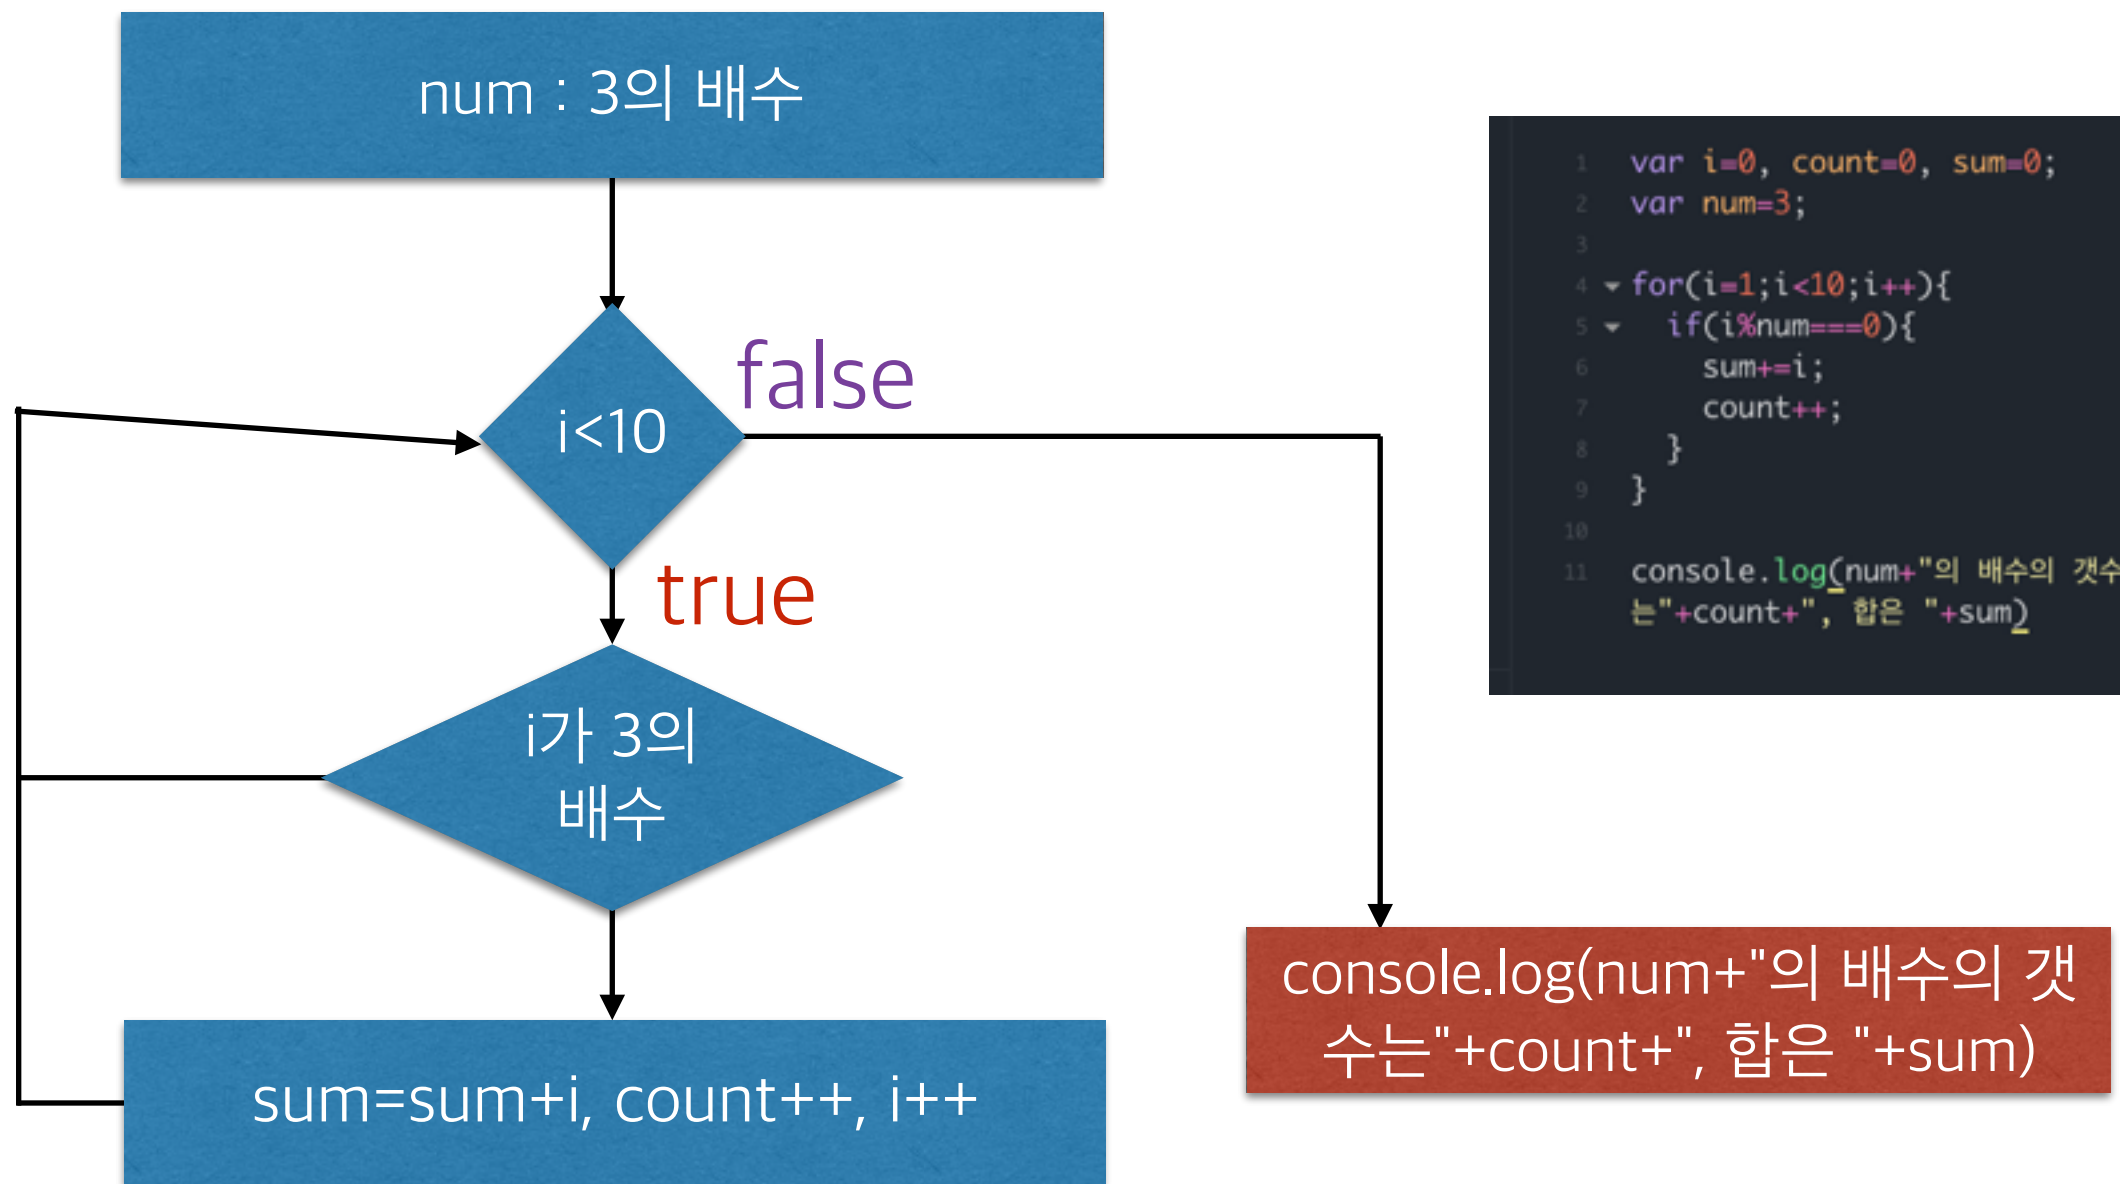 num : 3의 배수
i<10
false
true
i가 3의
배수
sum=sum+i, count++, i++
console.log(num+"의 배수의 갯
수는"+count+", 합은 "+sum)
1 var i=0, count=0, sum=0;
2 var num=3;
3
4 for(i=1;i<10;i++){
5 if(i%num===0){
6 sum+=i;
7 count++;
8 }
9 }
10
11 console.log(num+"의 배수의 갯수
는"+count+", 합은 "+sum)